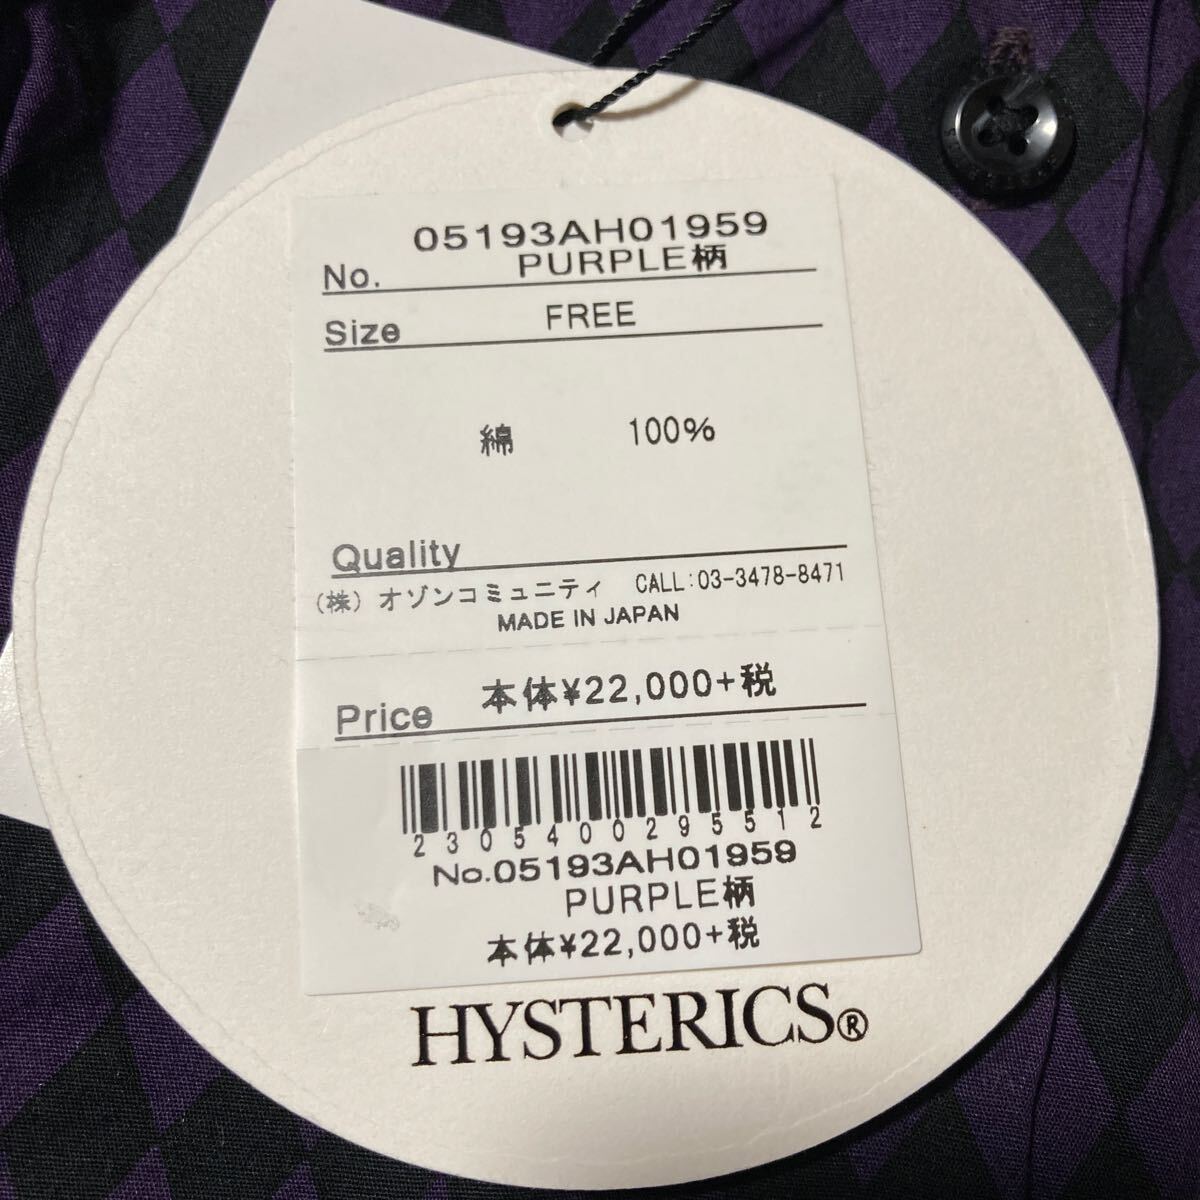 05193AH01959
No. PURPLE柄
Size FREE
綿 100%
Quality
(株)オゾンコミュニティ CALL:03-3478-8471
MADE IN JAPAN
Price 本体¥22,000+税
2305400295512
No.05193AH01959
PURPLE柄
本体¥22,000+税
HYSTERICS®